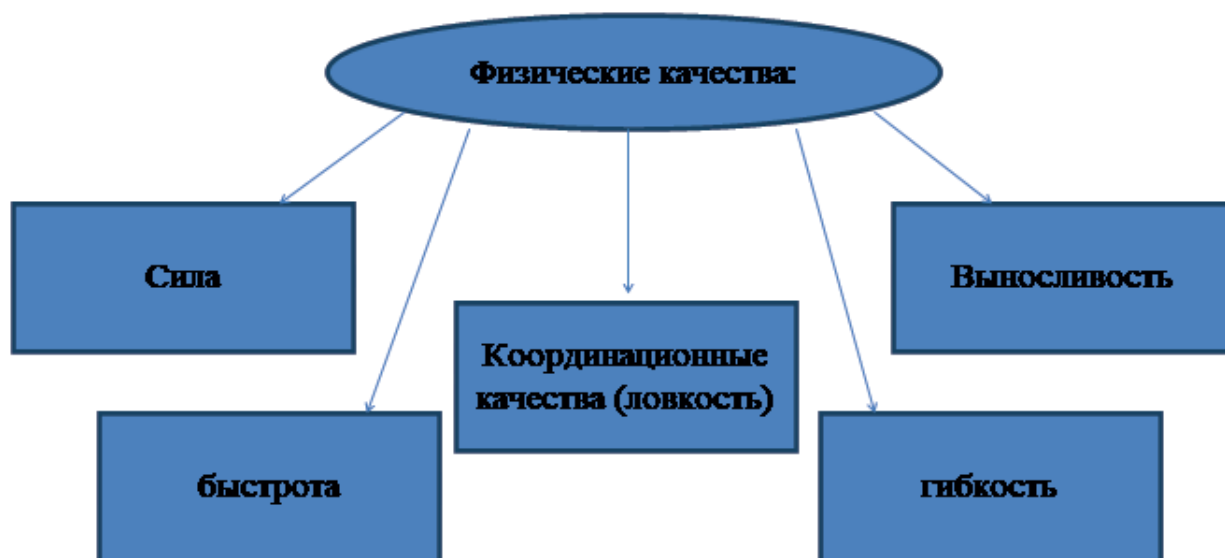 Физические качества:
Сила
Выносливость
Координационные
качества (ловкость)
быстрота
гибкость